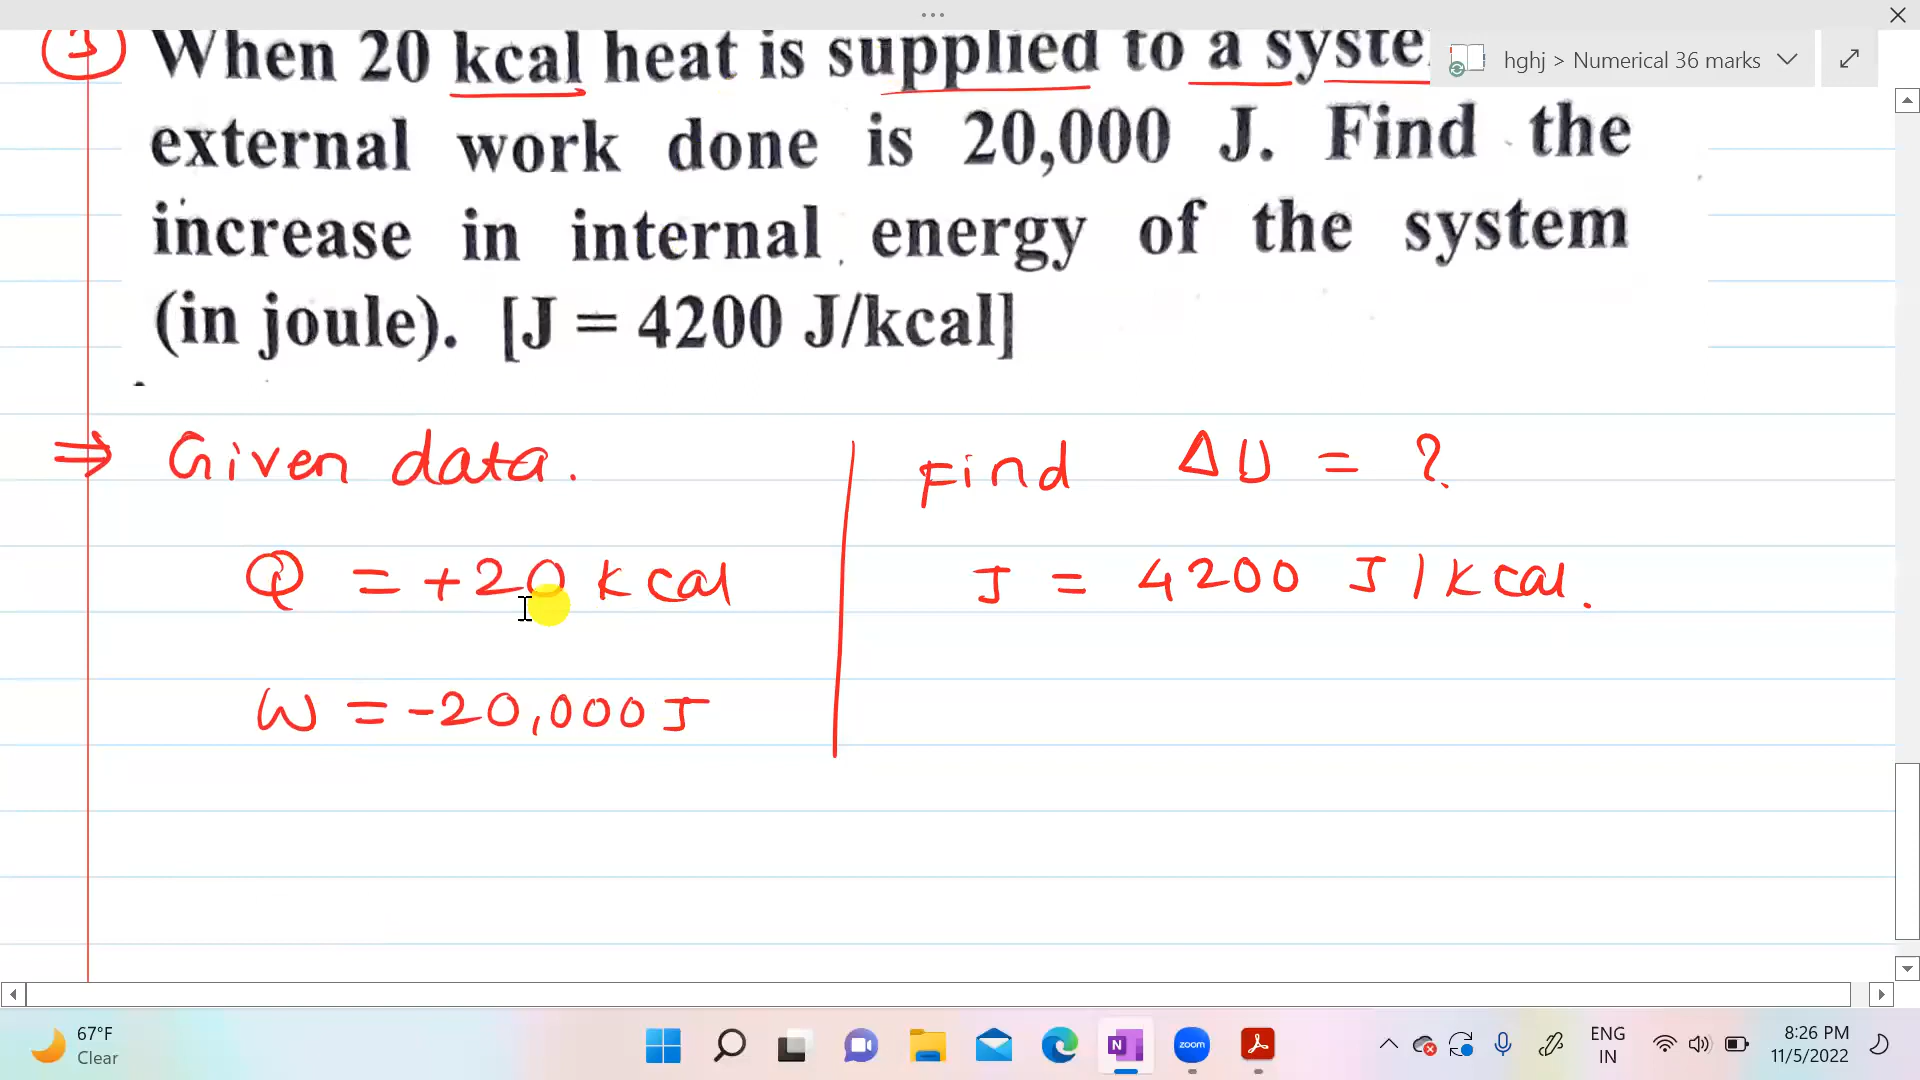 When 20 kcal heat is supplied to a syste
hghj > Numerical 36 marks
external work done is 20,000 J. Find the
increase in internal energy of the system
(in joule). [J = 4200 J/kcal]
⇒ Given data.
Find ΔU = ?
Q = +20 kcal
J = 4200 J/kcal.
W = -20,000J
67°F
Clear
zoom
ENG
IN
8:26 PM
11/5/2022